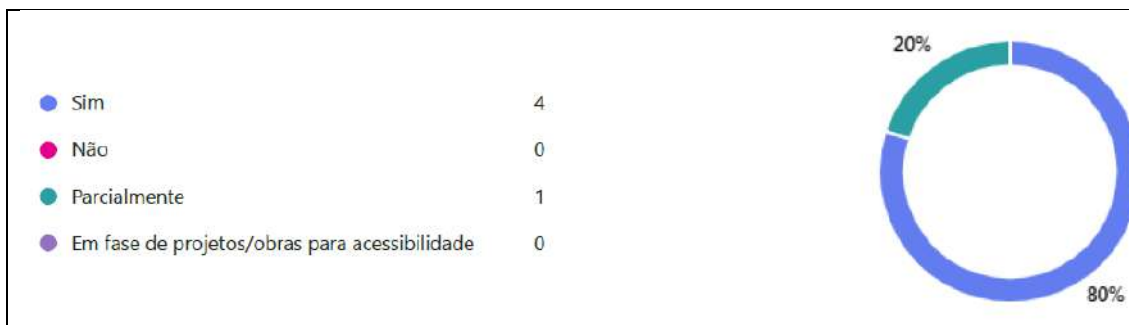 20%
Sim 4
Não 0
Parcialmente 1
Em fase de projetos/obras para acessibilidade 0
80%